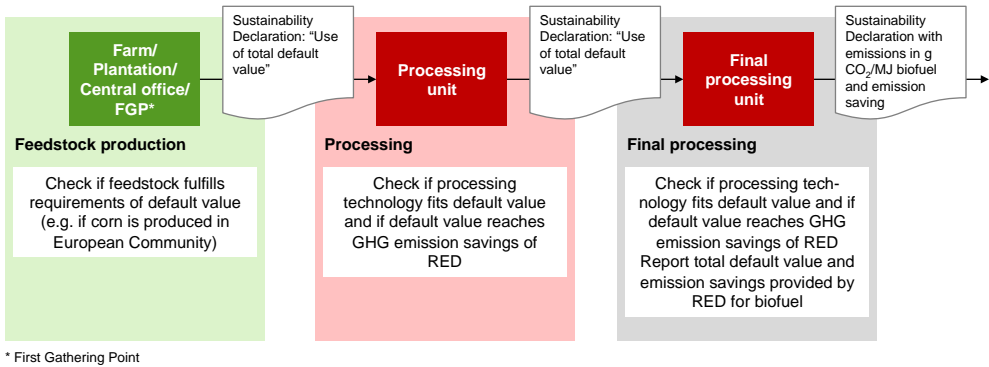 Farm/
Plantation/
Central office/
FGP*
Sustainability
Declaration: “Use
of total default
value”
Processing
unit
Sustainability
Declaration: “Use
of total default
value”
Final
processing
unit
Sustainability
Declaration with
emissions in g
CO2/MJ biofuel
and emission
saving
Feedstock production
Check if feedstock fulfills
requirements of default value
(e.g. if corn is produced in
European Community)
Processing
Check if processing
technology fits default value
and if default value reaches
GHG emission savings of
RED
Final processing
Check if processing tech-
nology fits default value and if
default value reaches GHG
emission savings of RED
Report total default value and
emission savings provided by
RED for biofuel
* First Gathering Point